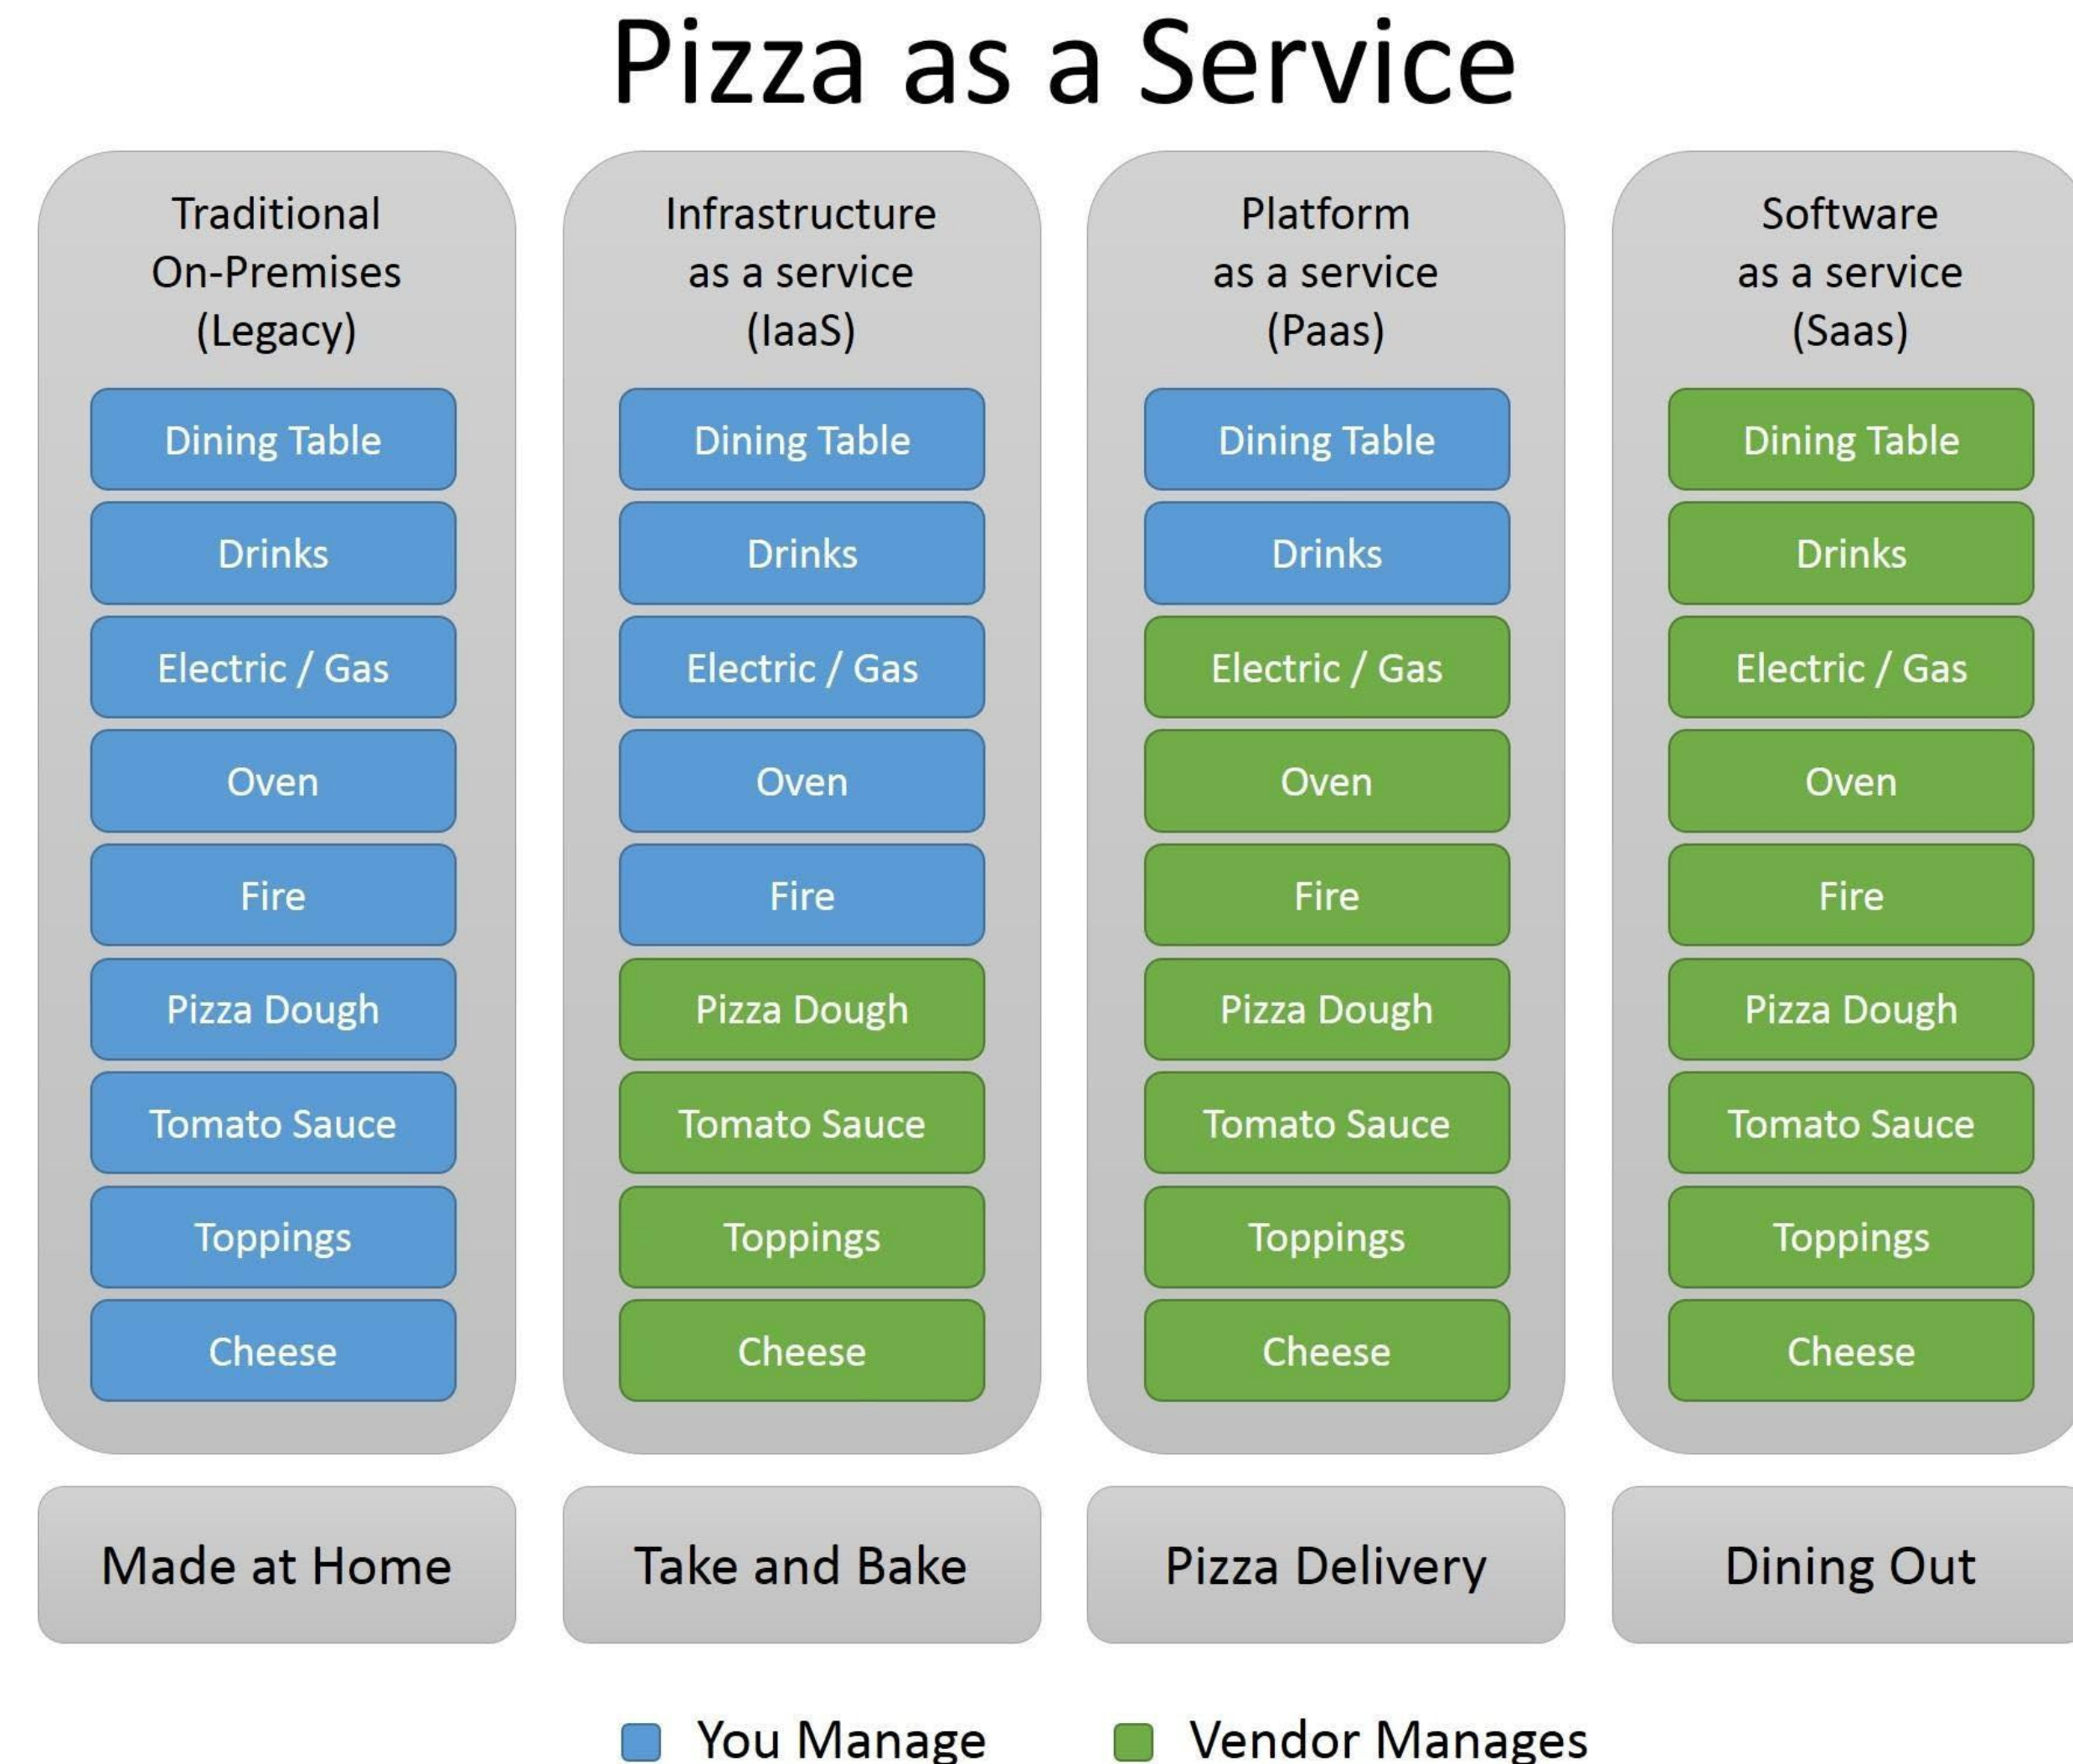 Pizza as a Service
Traditional
On-Premises
(Legacy)
Dining Table
Drinks
Electric / Gas
Oven
Fire
Pizza Dough
Tomato Sauce
Toppings
Cheese
Made at Home
Infrastructure
as a service
(IaaS)
Dining Table
Drinks
Electric / Gas
Oven
Fire
Pizza Dough
Tomato Sauce
Toppings
Cheese
Take and Bake
Platform
as a service
(Paas)
Dining Table
Drinks
Electric / Gas
Oven
Fire
Pizza Dough
Tomato Sauce
Toppings
Cheese
Pizza Delivery
Software
as a service
(Saas)
Dining Table
Drinks
Electric / Gas
Oven
Fire
Pizza Dough
Tomato Sauce
Toppings
Cheese
Dining Out
You Manage
Vendor Manages